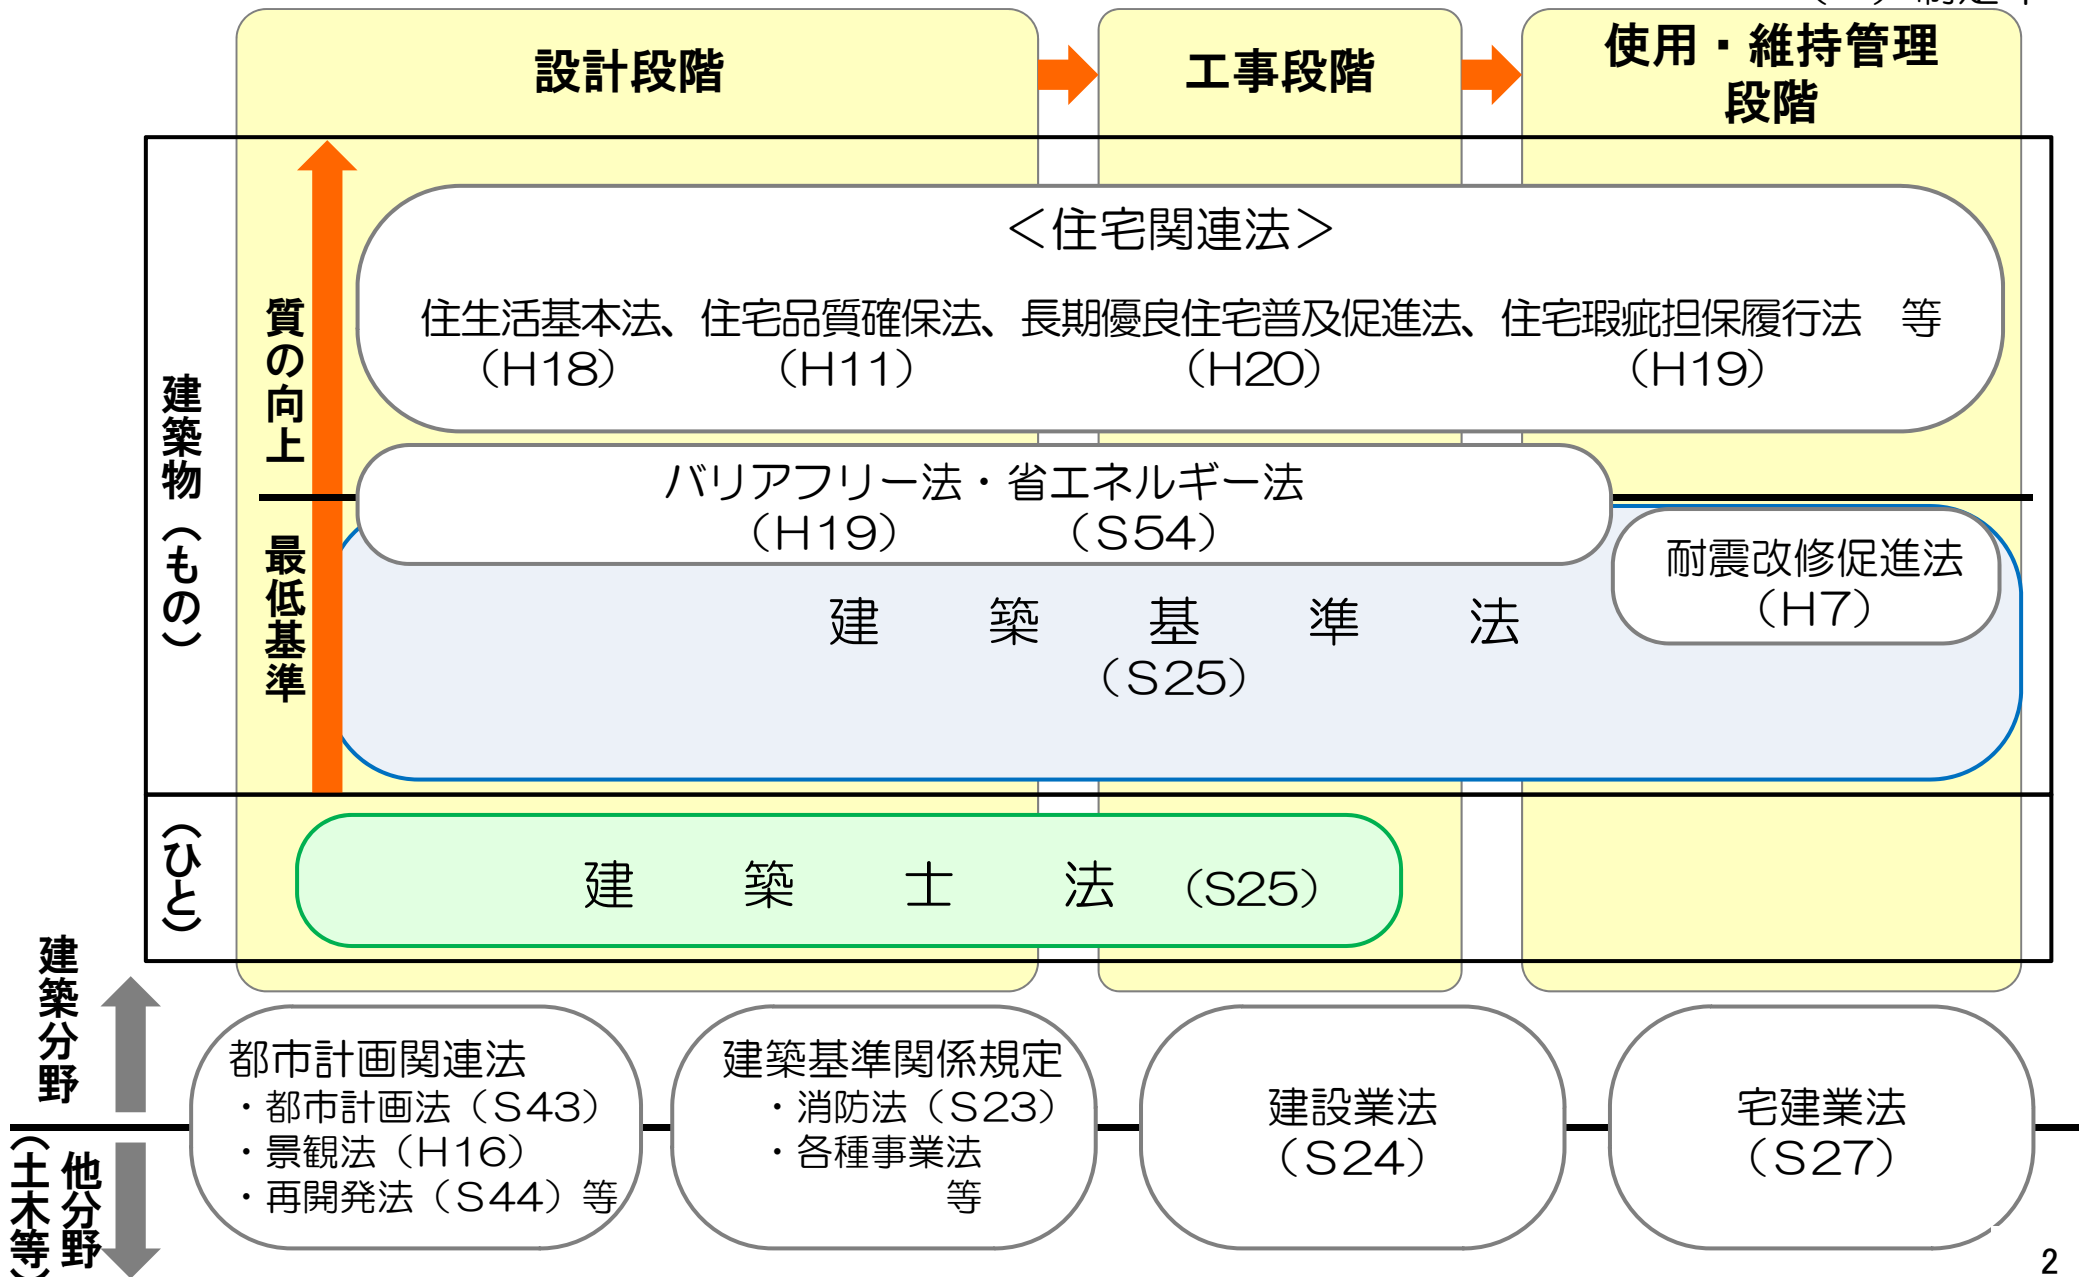 設計段階
工事段階
使用・維持管理
段階
建築物（もの）
質の向上
最低基準
＜住宅関連法＞
住生活基本法、住宅品質確保法、長期優良住宅普及促進法、住宅瑕疵担保履行法　等
（H18）　（H11）　（H20）　（H19）
バリアフリー法・省エネルギー法
（H19）　（S54）
耐震改修促進法
（H7）
建　築　基　準　法
（S25）
（ひと）
建　築　士　法　（S25）
建築分野
他分野
（土木等）
都市計画関連法
・都市計画法（S43）
・景観法（H16）
・再開発法（S44）等
建築基準関係規定
・消防法（S23）
・各種事業法
等
建設業法
（S24）
宅建業法
（S27）
2